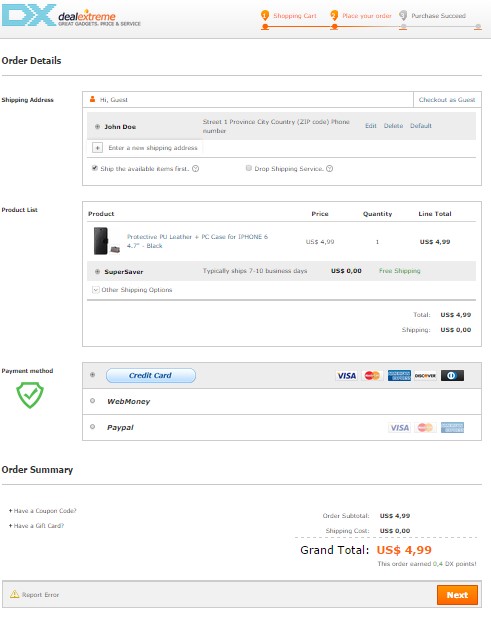 DX dealextreme
GREAT GADGETS. PRICE & SERVICE
1 Shipping Cart 2 Place your order 3 Purchase Succeed
Order Details
Shipping Address
Hi, Guest Checkout as Guest
John Doe Street 1 Province City Country (ZIP code) Phone number Edit Delete Default
+ Enter a new shipping address
Ship the available items first. ? Drop Shipping Service. ?
Product List
Product Price Quantity Line Total
Protective PU Leather + PC Case for IPHONE 6
4.7" - Black US$ 4,99 1 US$ 4,99
SuperSaver Typically ships 7-10 business days US$ 0,00 Free Shipping
Other Shipping Options
Total: US$ 4,99
Shipping: US$ 0,00
Payment method
Credit Card VISA MasterCard AMERICAN EXPRESS DISCOVER
WebMoney
Paypal VISA MasterCard AMERICAN EXPRESS
Order Summary
+ Have a Coupon Code?
+ Have a Gift Card?
Order Subtotal: US$ 4,99
Shipping Cost: US$ 0,00
Grand Total: US$ 4,99
This order earned 0,4 DX points!
Report Error Next